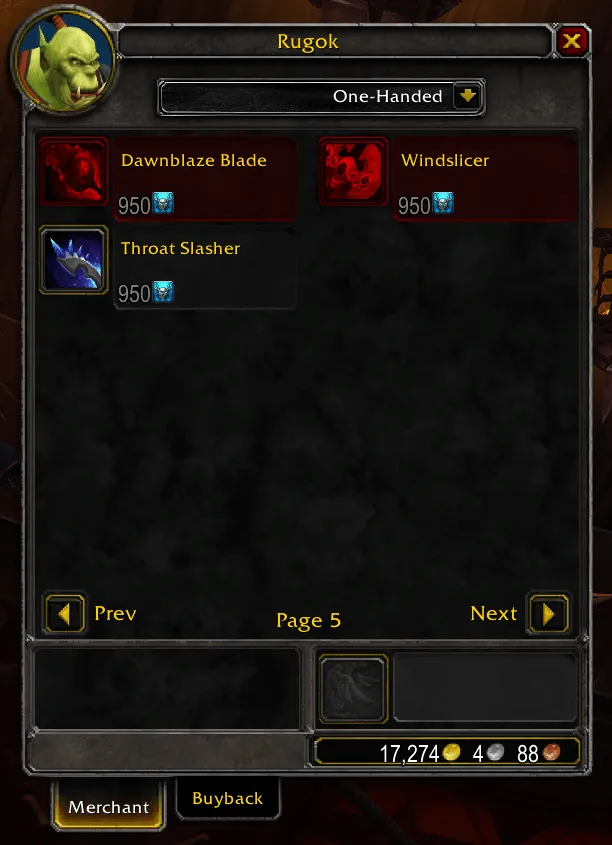 Rugok
One-Handed
Dawnblaze Blade
950
Windslicer
950
Throat Slasher
950
Prev
Page 5
Next
17,274 4 88
Merchant
Buyback